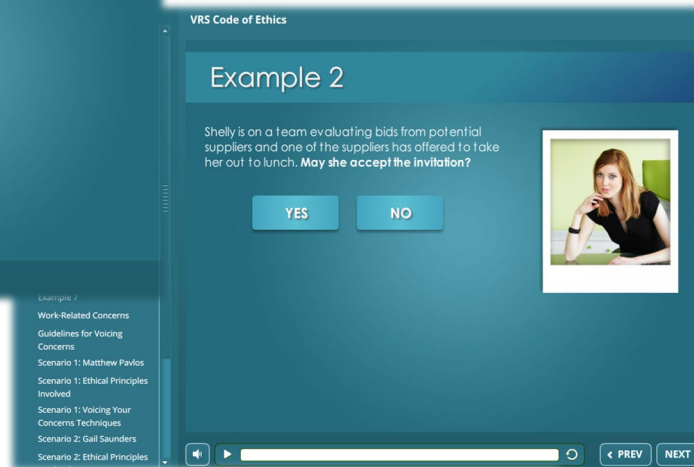 VRS Code of Ethics
Example 2
Shelly is on a team evaluating bids from potential
suppliers and one of the suppliers has offered to take
her out to lunch. May she accept the invitation?
YES
NO
Example 7
Work-Related Concerns
Guidelines for Voicing
Concerns
Scenario 1: Matthew Pavlos
Scenario 1: Ethical Principles
Involved
Scenario 1: Voicing Your
Concerns Techniques
Scenario 2: Gail Saunders
Scenario 2: Ethical Principles
PREV
NEXT